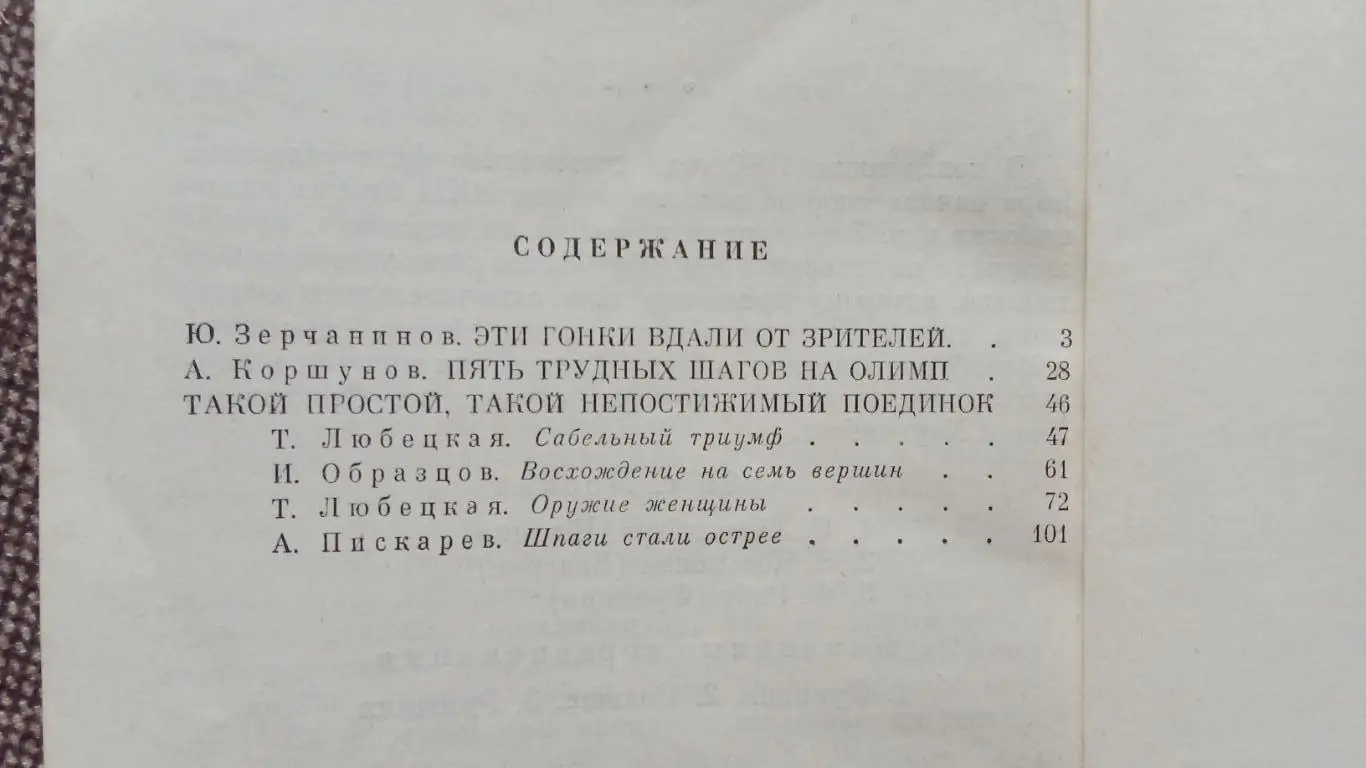 СОДЕРЖАНИЕ
Ю. Зерчанинов. ЭТИ ГОНКИ ВДАЛИ ОТ ЗРИТЕЛЕЙ. . 3
А. Коршунов. ПЯТЬ ТРУДНЫХ ШАГОВ НА ОЛИМП . 28
ТАКОЙ ПРОСТОЙ, ТАКОЙ НЕПОСТИЖИМЫЙ ПОЕДИНОК 46
Т. Любецкая. Сабельный триумф . . . . . 47
И. Образцов. Восхождение на семь вершин . . 61
Т. Любецкая. Оружие женщины . . . . . 72
А. Пискарев. Шпаги стали острее . . . . . 101